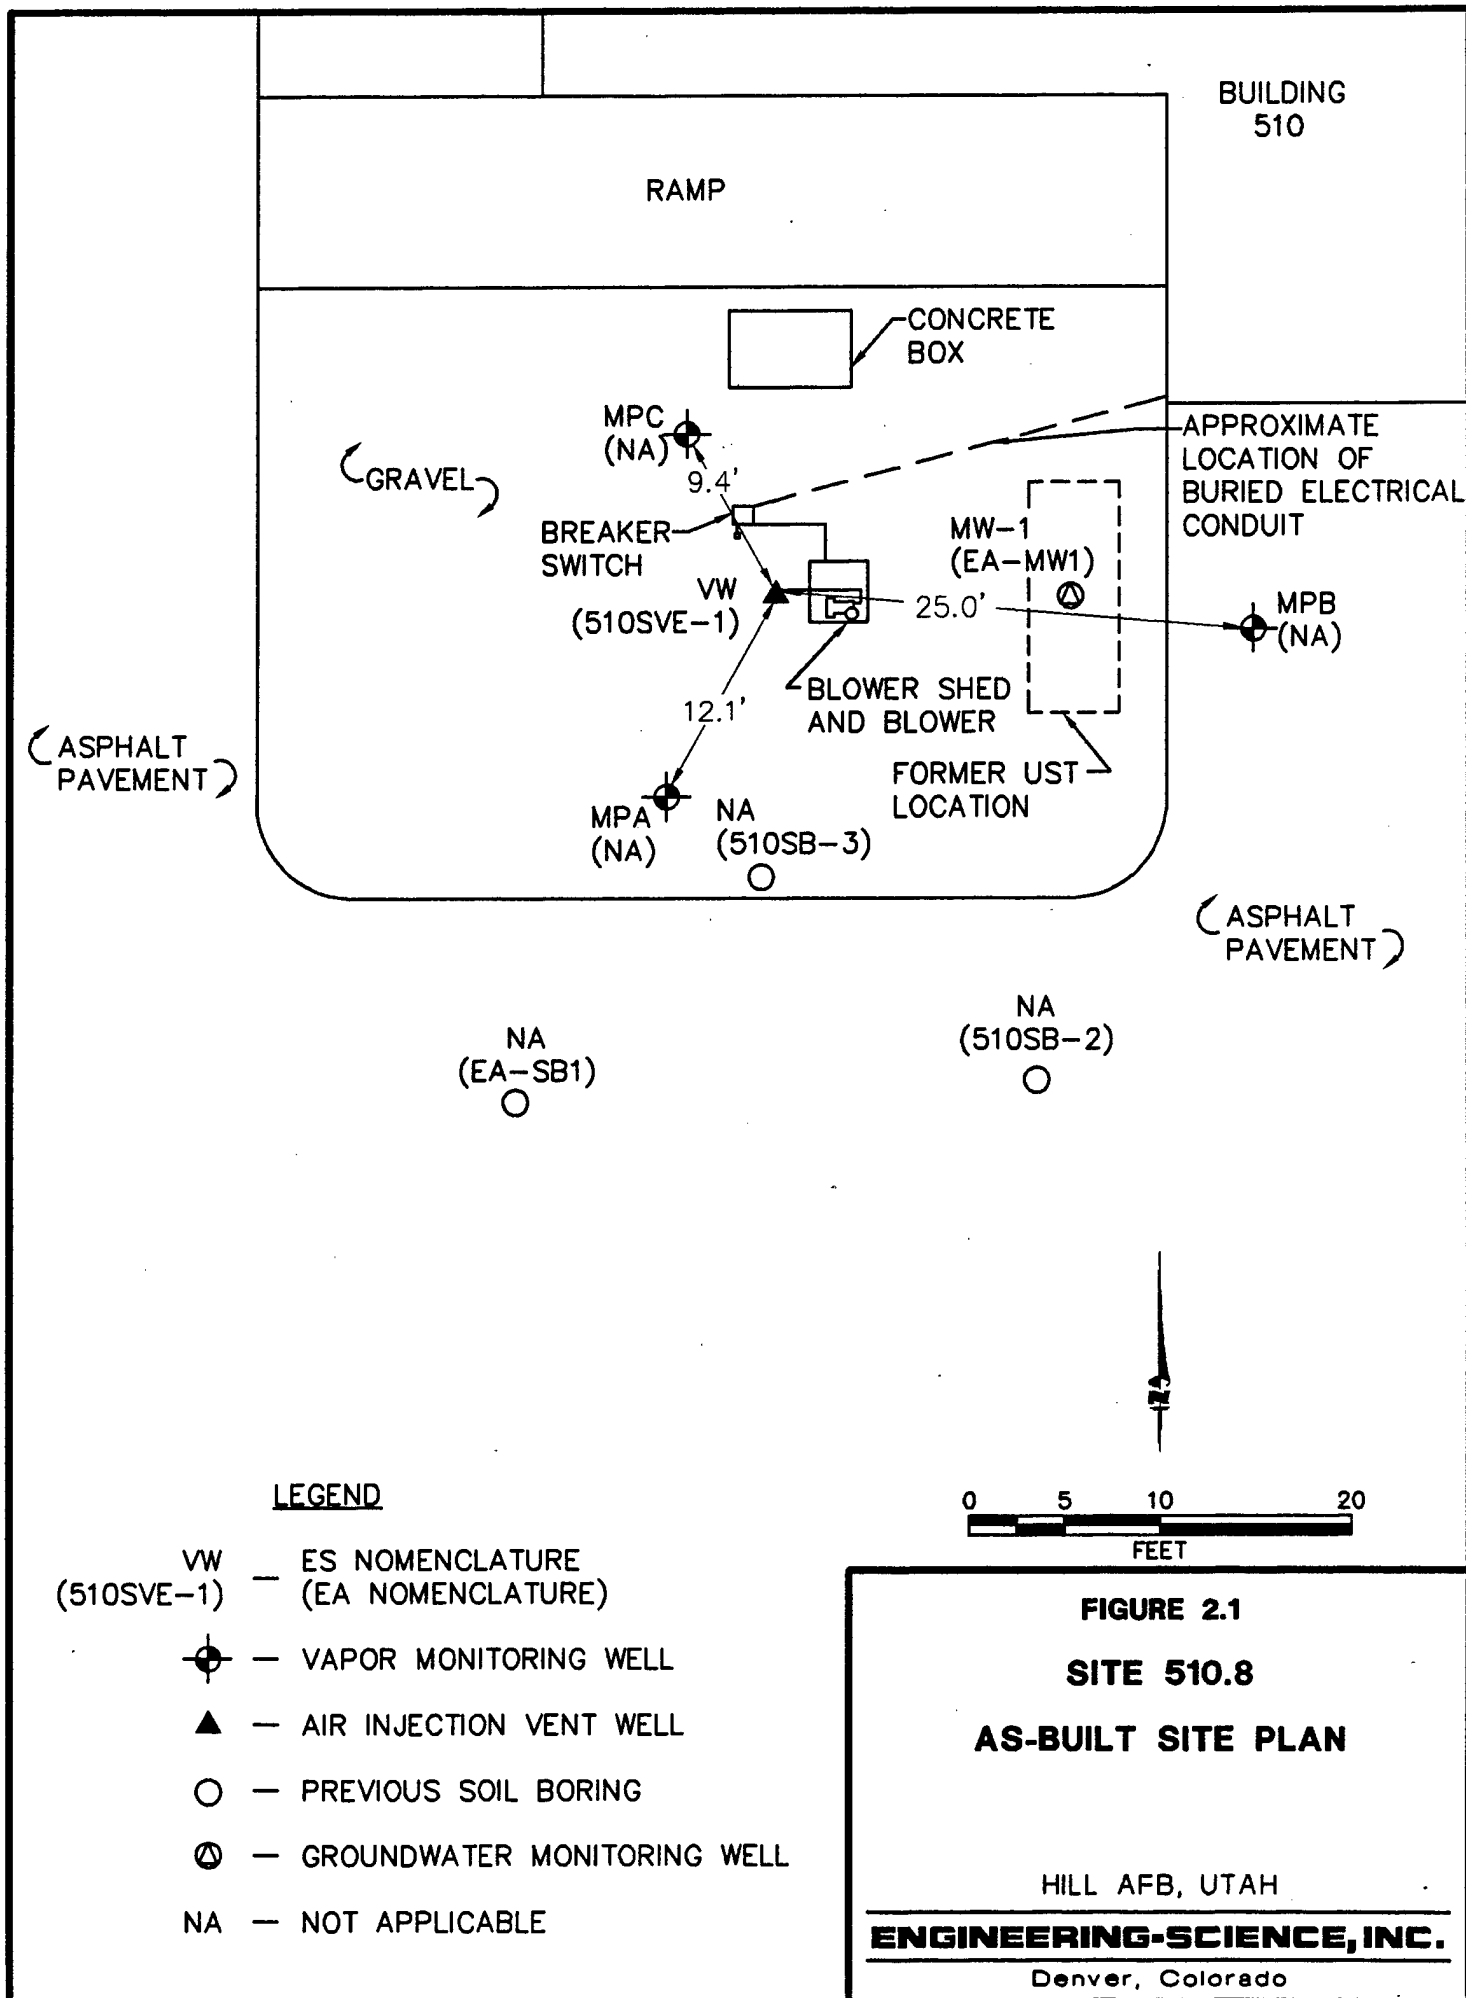 BUILDING
510
RAMP
CONCRETE
BOX
MPC
(NA)
9.4'
GRAVEL
APPROXIMATE
LOCATION OF
BURIED ELECTRICAL
CONDUIT
BREAKER
SWITCH
MW-1
(EA-MW1)
VW
(510SVE-1)
25.0'
MPB
(NA)
12.1'
BLOWER SHED
AND BLOWER
ASPHALT
PAVEMENT
FORMER UST
LOCATION
MPA
(NA)
NA
(510SB-3)
ASPHALT
PAVEMENT
NA
(EA-SB1)
NA
(510SB-2)
N
0 5 10 20
FEET
LEGEND
VW
(510SVE-1)
— ES NOMENCLATURE
(EA NOMENCLATURE)
— VAPOR MONITORING WELL
— AIR INJECTION VENT WELL
— PREVIOUS SOIL BORING
— GROUNDWATER MONITORING WELL
NA — NOT APPLICABLE
FIGURE 2.1
SITE 510.8
AS-BUILT SITE PLAN
HILL AFB, UTAH
ENGINEERING-SCIENCE, INC.
Denver, Colorado